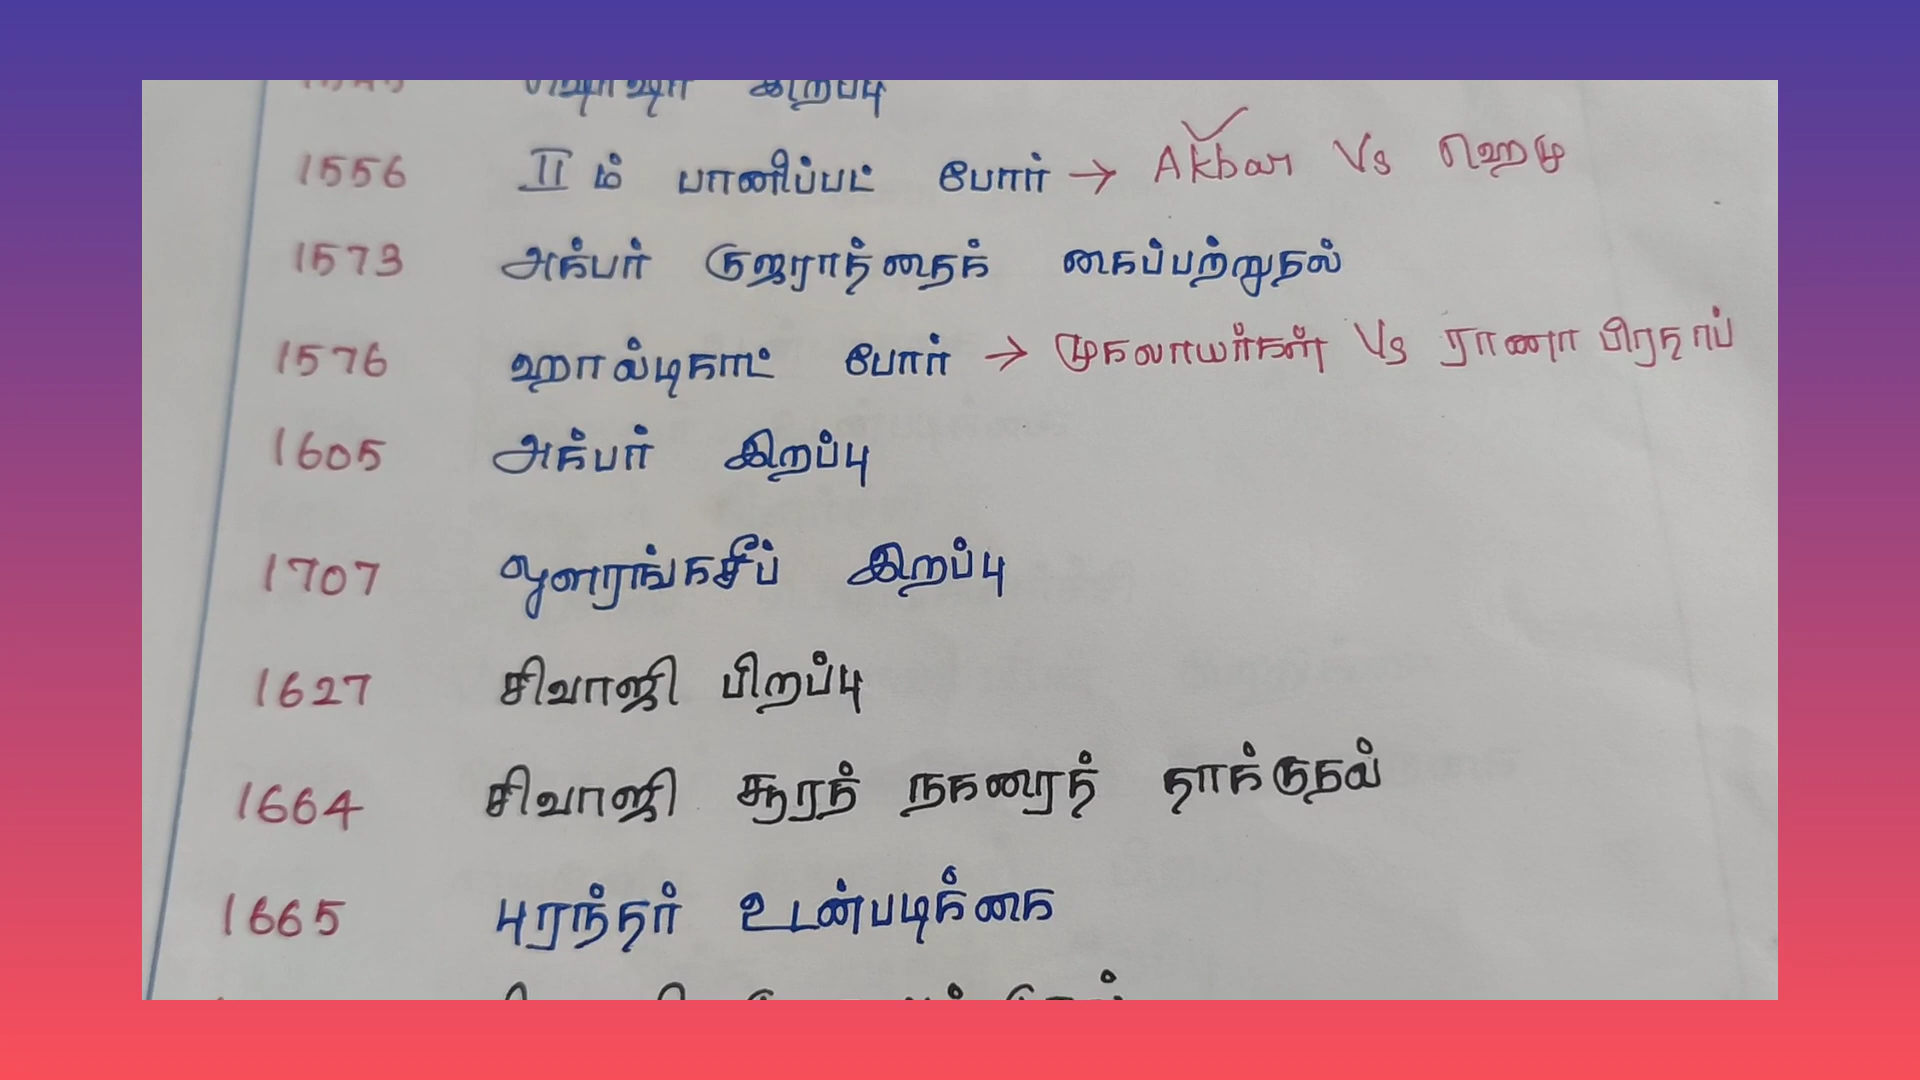 இறப்பு
1556 II ம் பானிப்பட் போர் → Akbar Vs ஹெமு
1573 அக்பர் குஜராத்தைக் கைப்பற்றுதல்
1576 ஹால்டிகாட் போர் → முகலாயர்கள் Vs ராணா பிரதாப்
1605 அக்பர் இறப்பு
1707 ஔரங்கசீப் இறப்பு
1627 சிவாஜி பிறப்பு
1664 சிவாஜி சூரத் நகரைத் தாக்குதல்
1665 புரந்தர் உடன்படிக்கை